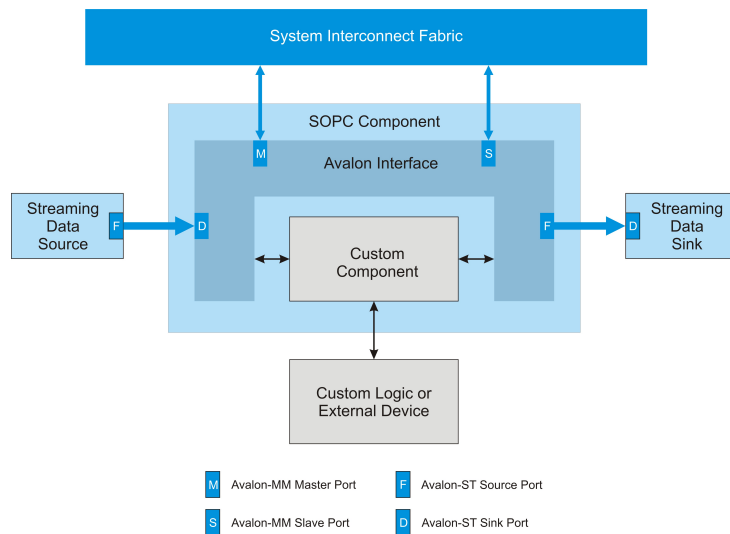 System Interconnect Fabric
SOPC Component
M
S
Avalon Interface
Streaming
Data
Source
F
D
F
D
Streaming
Data
Sink
Custom
Component
Custom Logic or
External Device
M Avalon-MM Master Port
F Avalon-ST Source Port
S Avalon-MM Slave Port
D Avalon-ST Sink Port